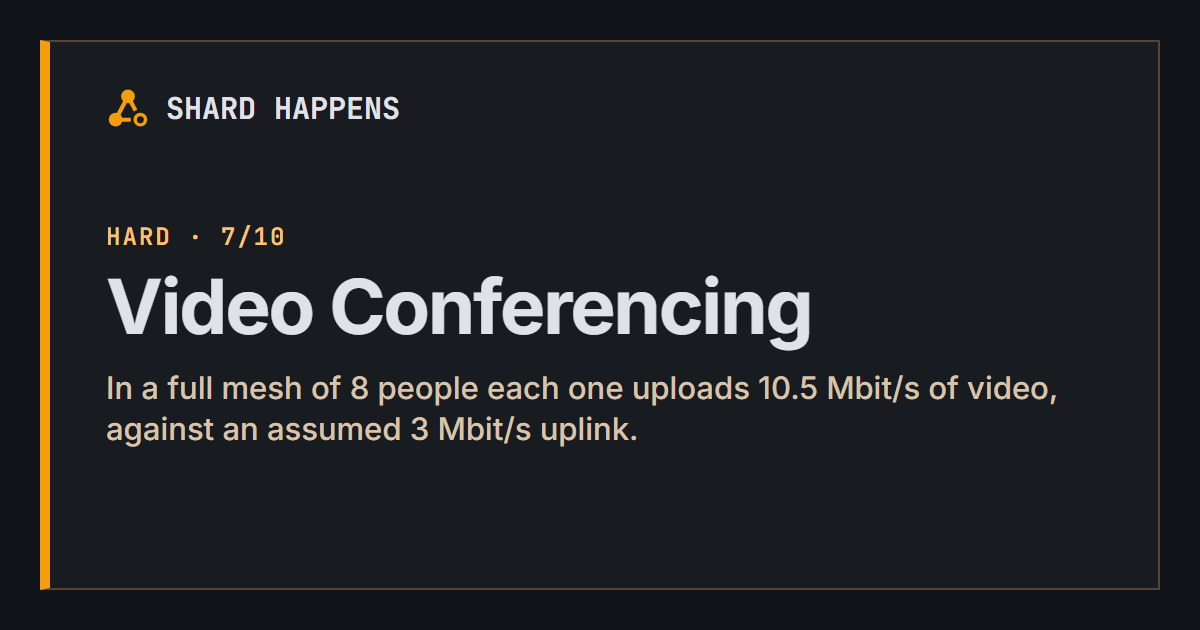 SHARD HAPPENS
HARD · 7/10
Video Conferencing
In a full mesh of 8 people each one uploads 10.5 Mbit/s of video,
against an assumed 3 Mbit/s uplink.